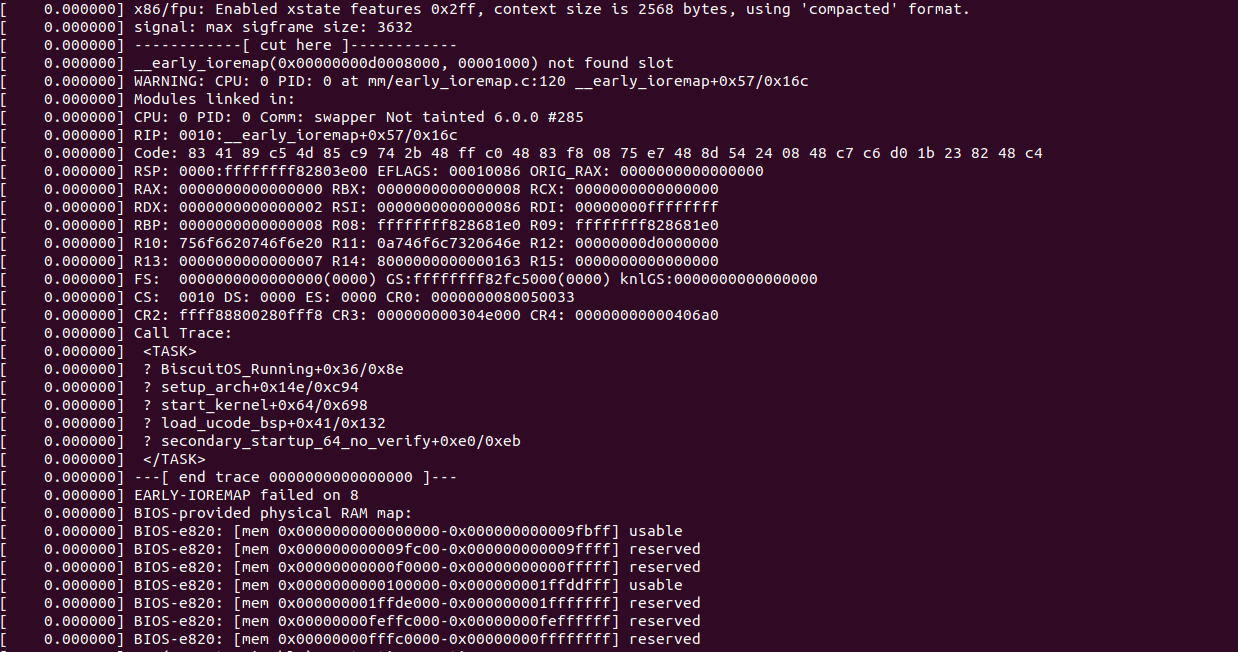 [    0.000000] x86/fpu: Enabled xstate features 0x2ff, context size is 2568 bytes, using 'compacted' format.
[    0.000000] signal: max sigframe size: 3632
[    0.000000] ------------[ cut here ]------------
[    0.000000] __early_ioremap(0x00000000d0008000, 00001000) not found slot
[    0.000000] WARNING: CPU: 0 PID: 0 at mm/early_ioremap.c:120 __early_ioremap+0x57/0x16c
[    0.000000] Modules linked in:
[    0.000000] CPU: 0 PID: 0 Comm: swapper Not tainted 6.0.0 #285
[    0.000000] RIP: 0010:__early_ioremap+0x57/0x16c
[    0.000000] Code: 83 41 89 c5 4d 85 c9 74 2b 48 ff c0 48 83 f8 08 75 e7 48 8d 54 24 08 48 c7 c6 d0 1b 23 82 48 c4
[    0.000000] RSP: 0000:ffffffff82803e00 EFLAGS: 00010086 ORIG_RAX: 0000000000000000
[    0.000000] RAX: 0000000000000000 RBX: 0000000000000008 RCX: 0000000000000000
[    0.000000] RDX: 0000000000000002 RSI: 0000000000000086 RDI: 00000000ffffffff
[    0.000000] RBP: 0000000000000008 R08: ffffffff828681e0 R09: ffffffff828681e0
[    0.000000] R10: 756f6620746f6e20 R11: 0a746f6c7320646e R12: 00000000d0000000
[    0.000000] R13: 0000000000000007 R14: 8000000000000163 R15: 0000000000000000
[    0.000000] FS:  0000000000000000(0000) GS:ffffffff82fc5000(0000) knlGS:0000000000000000
[    0.000000] CS:  0010 DS: 0000 ES: 0000 CR0: 0000000080050033
[    0.000000] CR2: ffff88800280fff8 CR3: 000000000304e000 CR4: 00000000000406a0
[    0.000000] Call Trace:
[    0.000000]  <TASK>
[    0.000000]  ? BiscuitOS_Running+0x36/0x8e
[    0.000000]  ? setup_arch+0x14e/0xc94
[    0.000000]  ? start_kernel+0x64/0x698
[    0.000000]  ? load_ucode_bsp+0x41/0x132
[    0.000000]  ? secondary_startup_64_no_verify+0xe0/0xeb
[    0.000000]  </TASK>
[    0.000000] ---[ end trace 0000000000000000 ]---
[    0.000000] EARLY-IOREMAP failed on 8
[    0.000000] BIOS-provided physical RAM map:
[    0.000000] BIOS-e820: [mem 0x0000000000000000-0x000000000009fbff] usable
[    0.000000] BIOS-e820: [mem 0x000000000009fc00-0x000000000009ffff] reserved
[    0.000000] BIOS-e820: [mem 0x00000000000f0000-0x00000000000fffff] reserved
[    0.000000] BIOS-e820: [mem 0x0000000000100000-0x000000001ffddfff] usable
[    0.000000] BIOS-e820: [mem 0x000000001ffde000-0x000000001fffffff] reserved
[    0.000000] BIOS-e820: [mem 0x00000000feffc000-0x00000000feffffff] reserved
[    0.000000] BIOS-e820: [mem 0x00000000fffc0000-0x00000000ffffffff] reserved